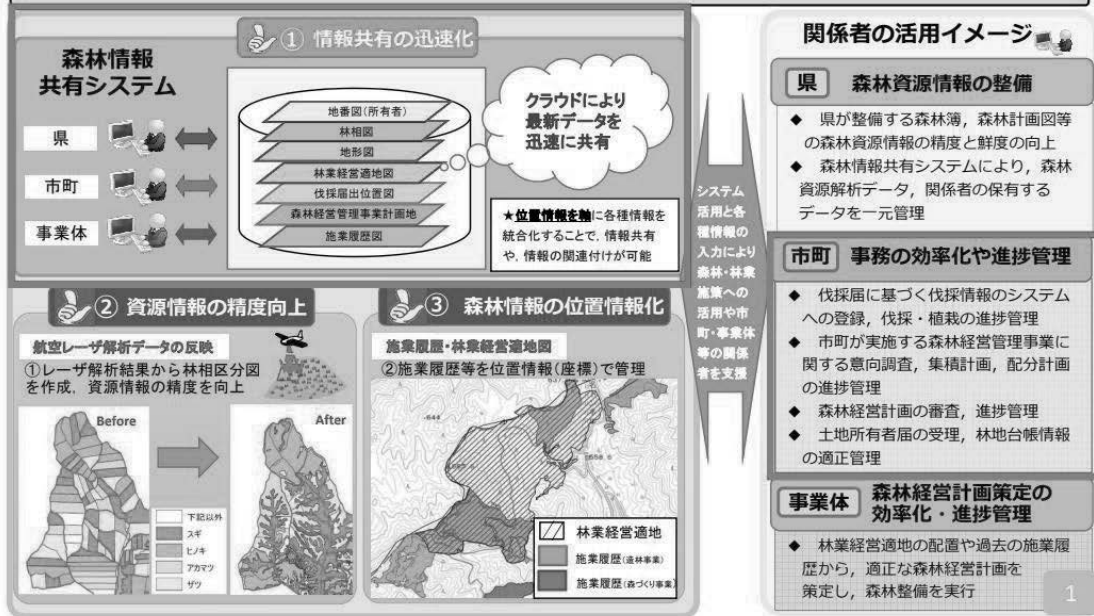 ① 情報共有の迅速化
森林情報
共有システム
県
市町
事業体
地番図(所有者)
林相図
地形図
林業経営適地図
伐採届出位置図
森林経営管理事業計画地
施業履歴図
クラウドにより
最新データを
迅速に共有
★位置情報を軸に各種情報を
統合化することで，情報共有
や，情報の関連付けが可能
② 資源情報の精度向上
航空レーザ解析データの反映
①レーザ解析結果から林相区分図
を作成，資源情報の精度を向上
Before
After
下記以外
スギ
ヒノキ
アカマツ
ザツ
③ 森林情報の位置情報化
施業履歴・林業経営適地図
②施業履歴等を位置情報(座標)で管理
林業経営適地
施業履歴(造林事業)
施業履歴(森づくり事業)
システム
活用と各
種情報の
入力により
森林・林業
施策への
活用や市
町・事業体
等の関係
者を支援
関係者の活用イメージ
県 森林資源情報の整備
◆ 県が整備する森林簿，森林計画図等
の森林資源情報の精度と鮮度の向上
◆ 森林情報共有システムにより，森林
資源解析データ，関係者の保有する
データを一元管理
市町 事務の効率化や進捗管理
◆ 伐採届に基づく伐採情報のシステム
への登録，伐採・植栽の進捗管理
◆ 市町が実施する森林経営管理事業に
関する意向調査，集積計画，配分計画
の進捗管理
◆ 森林経営計画の審査，進捗管理
◆ 土地所有者届の受理，林地台帳情報
の適正管理
事業体 森林経営計画策定の
効率化・進捗管理
◆ 林業経営適地の配置や過去の施業履
歴から，適正な森林経営計画を
策定し，森林整備を実行
1